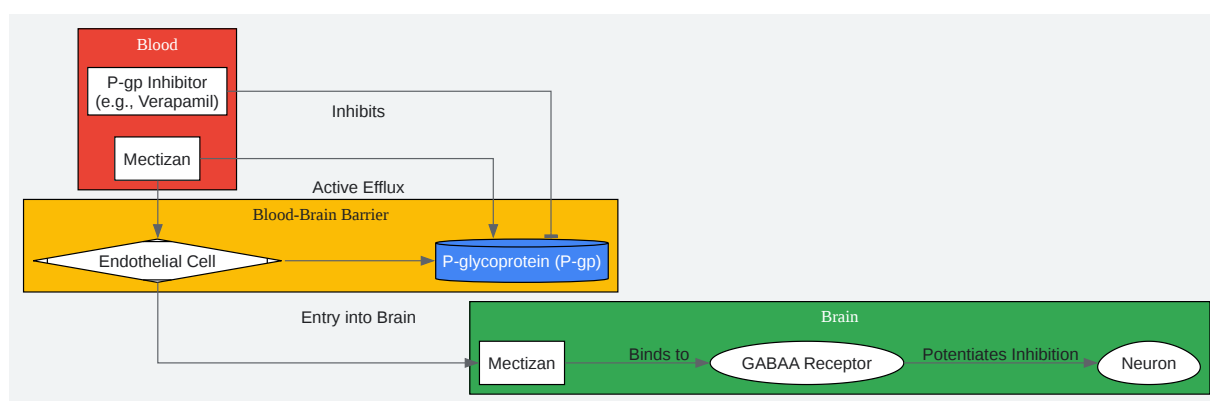 Blood
P-gp Inhibitor
(e.g., Verapamil)
Inhibits
Mectizan
Active Efflux
Blood-Brain Barrier
Endothelial Cell
P-glycoprotein (P-gp)
Entry into Brain
Brain
Mectizan
Binds to
GABAA Receptor
Potentiates Inhibition
Neuron